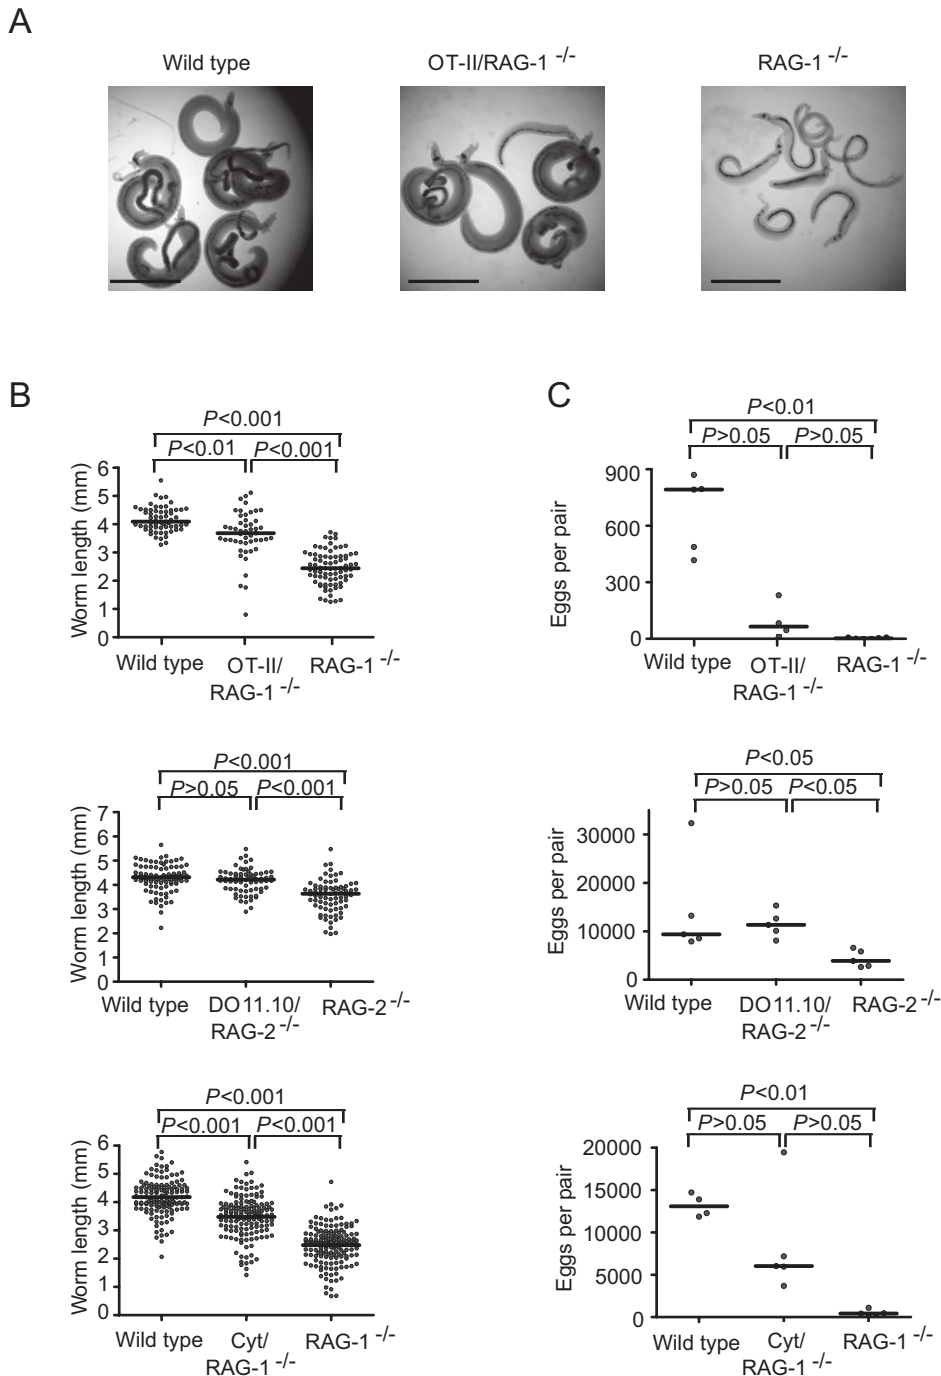 A
Wild type
OT-II/RAG-1 -/-
RAG-1 -/-
B
P<0.001
P<0.01
P<0.001
Worm length (mm)
6
5
4
3
2
1
0
Wild type
OT-II/
RAG-1 -/-
RAG-1 -/-
C
P<0.01
P>0.05
P>0.05
Eggs per pair
900
600
300
0
Wild type
OT-II/
RAG-1 -/-
RAG-1 -/-
P<0.001
P>0.05
P<0.001
Worm length (mm)
7
6
5
4
3
2
1
0
Wild type
DO11.10/
RAG-2 -/-
RAG-2 -/-
P<0.05
P>0.05
P<0.05
Eggs per pair
30000
20000
10000
0
Wild type
DO11.10/
RAG-2 -/-
RAG-2 -/-
P<0.001
P<0.001
P<0.001
Worm length (mm)
6
5
4
3
2
1
0
Wild type
Cyt/
RAG-1 -/-
RAG-1 -/-
P<0.01
P>0.05
P>0.05
Eggs per pair
20000
15000
10000
5000
0
Wild type
Cyt/
RAG-1 -/-
RAG-1 -/-